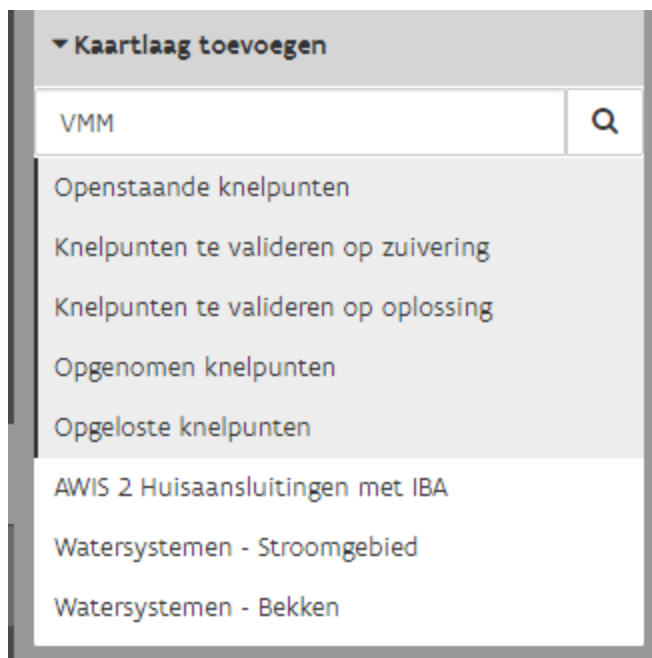 Kaartlaag toevoegen
VMM
Openstaande knelpunten
Knelpunten te valideren op zuivering
Knelpunten te valideren op oplossing
Opgenomen knelpunten
Opgeloste knelpunten
AWIS 2 Huisaansluitingen met IBA
Watersystemen - Stroomgebied
Watersystemen - Bekken